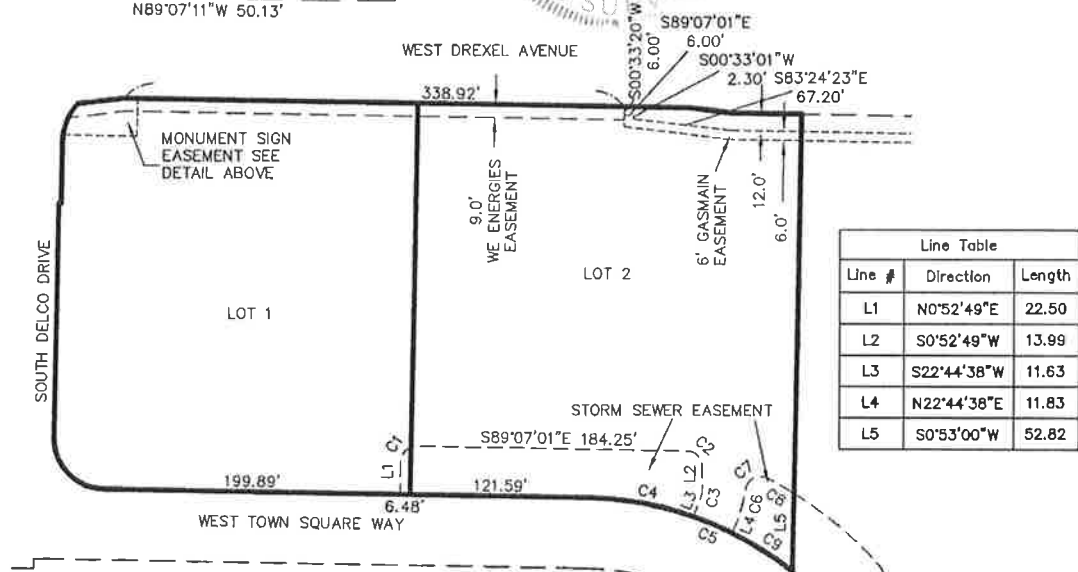 N89°07'11"W 50.13'
SU
WEST DREXEL AVENUE
S00°33'20"W
6.00'
S89°07'01"E
6.00'
S00°33'01"W
2.30'
S83°24'23"E
67.20'
338.92'
MONUMENT SIGN
EASEMENT SEE
DETAIL ABOVE
9.0'
WE ENERGIES
EASEMENT
6' GASMAIN
EASEMENT
12.0'
6.0'
SOUTH DELCO DRIVE
LOT 1
LOT 2
Line Table
Line # Direction Length
L1 N0°52'49"E 22.50
L2 S0°52'49"W 13.99
L3 S22°44'38"W 11.63
L4 N22°44'38"E 11.83
L5 S0°53'00"W 52.82
STORM SEWER EASEMENT
S89°07'01"E 184.25'
C1
L1
C2
L2
C3
L3
C4
C5
C7
C6
L4
C8
L5
C9
199.89'
6.48'
121.59'
WEST TOWN SQUARE WAY